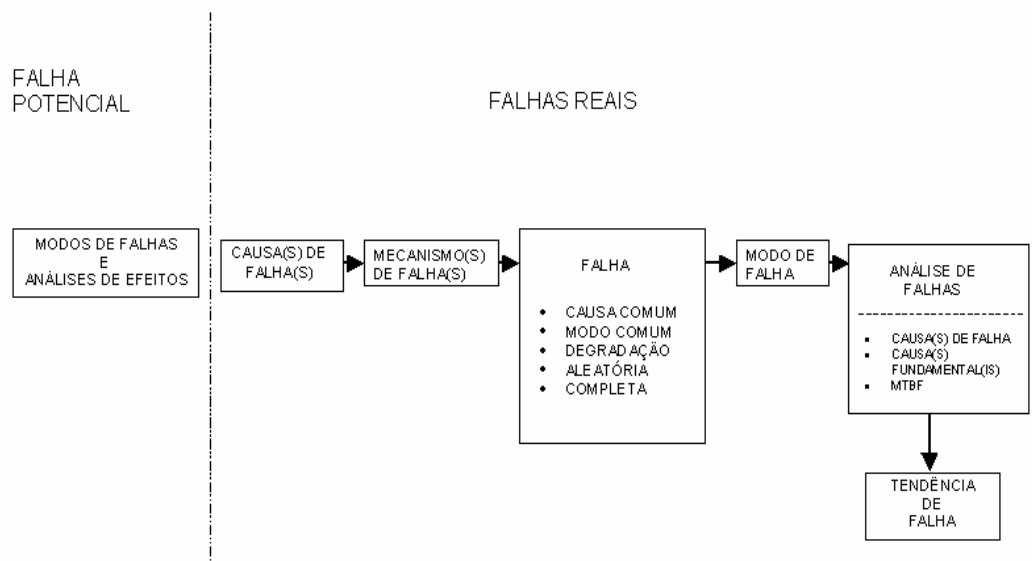 FALHA
POTENCIAL
FALHAS REAIS
MODOS DE FALHAS
E
ANÁLISES DE EFEITOS
CAUSA(S) DE
FALHA(S)
MECANISMO(S)
DE FALHA(S)
FALHA
• CAUSA COMUM
• MODO COMUM
• DEGRADAÇÃO
• ALEATÓRIA
• COMPLETA
MODO DE
FALHA
ANÁLISE DE
FALHAS
▪ CAUSA(S) DE FALHA
▪ CAUSA(S)
FUNDAMENTAL(IS)
▪ MTBF
TENDÊNCIA
DE
FALHA